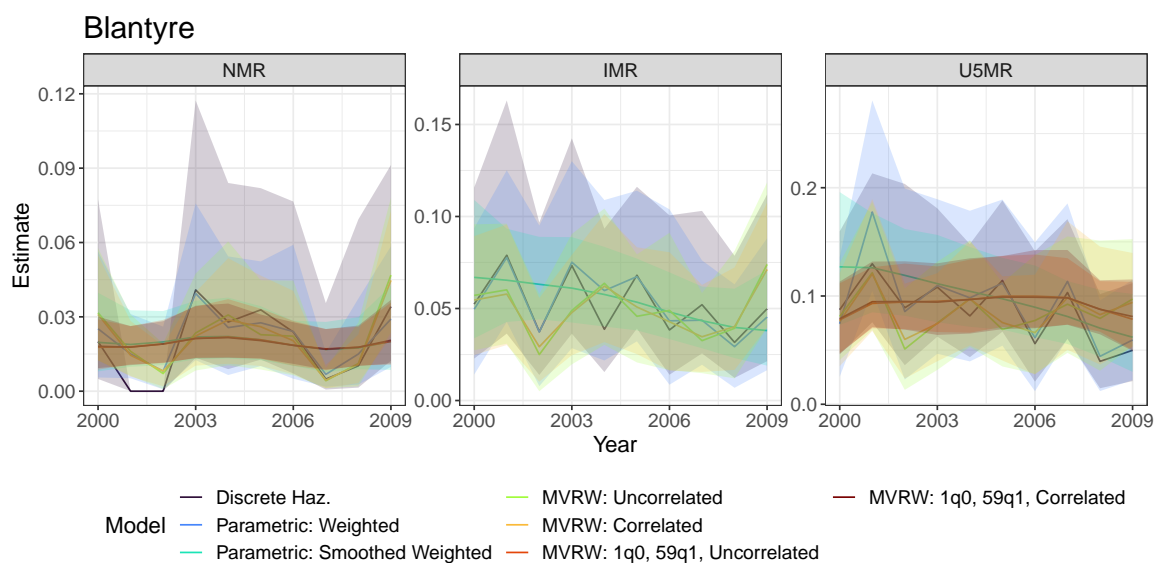 Blantyre
NMR
IMR
U5MR
Estimate
0.12
0.09
0.06
0.03
0.00
0.15
0.10
0.05
0.00
0.2
0.1
0.0
2000 2003 2006 2009
2000 2003 2006 2009
2000 2003 2006 2009
Year
Model
Discrete Haz.
Parametric: Weighted
Parametric: Smoothed Weighted
MVRW: Uncorrelated
MVRW: Correlated
MVRW: 1q0, 59q1, Uncorrelated
MVRW: 1q0, 59q1, Correlated